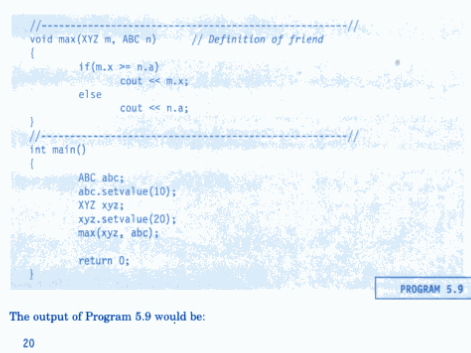 //------------------------------------------------//
void max(XYZ m, ABC n) // Definition of friend
{
if(m.x >= n.a)
cout << m.x;
else
cout << n.a;
}
//------------------------------------------------//
int main()
{
ABC abc;
abc.setvalue(10);
XYZ xyz;
xyz.setvalue(20);
max(xyz, abc);
return 0;
}
PROGRAM 5.9
The output of Program 5.9 would be:
20